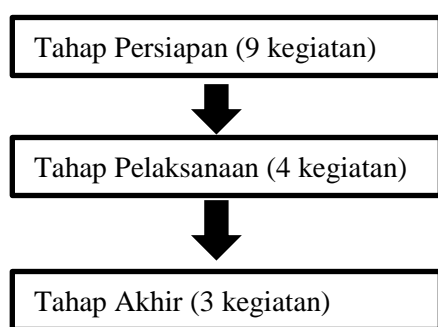 Tahap Persiapan (9 kegiatan)
Tahap Pelaksanaan (4 kegiatan)
Tahap Akhir (3 kegiatan)